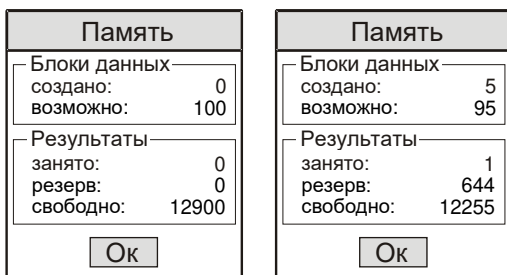 Память
Блоки данных
создано: 0
возможно: 100
Результаты
занято: 0
резерв: 0
свободно: 12900
Ок
Память
Блоки данных
создано: 5
возможно: 95
Результаты
занято: 1
резерв: 644
свободно: 12255
Ок